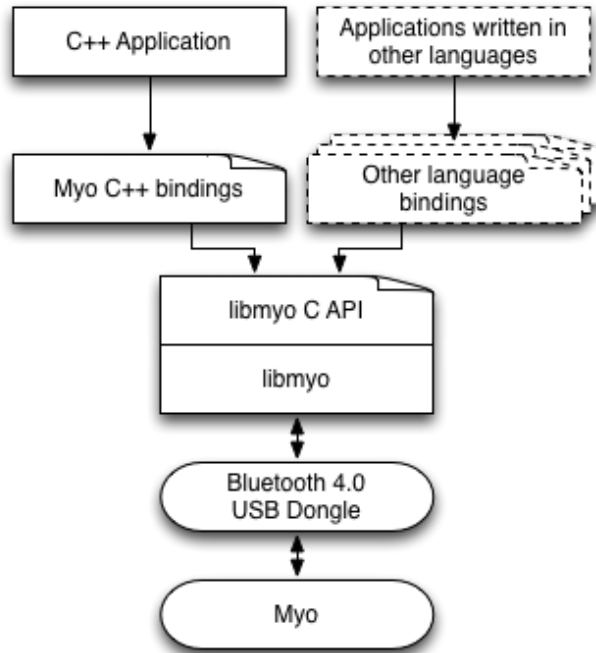 C++ Application
Applications written in
other languages
Myo C++ bindings
Other language
bindings
libmyo C API
libmyo
Bluetooth 4.0
USB Dongle
Myo